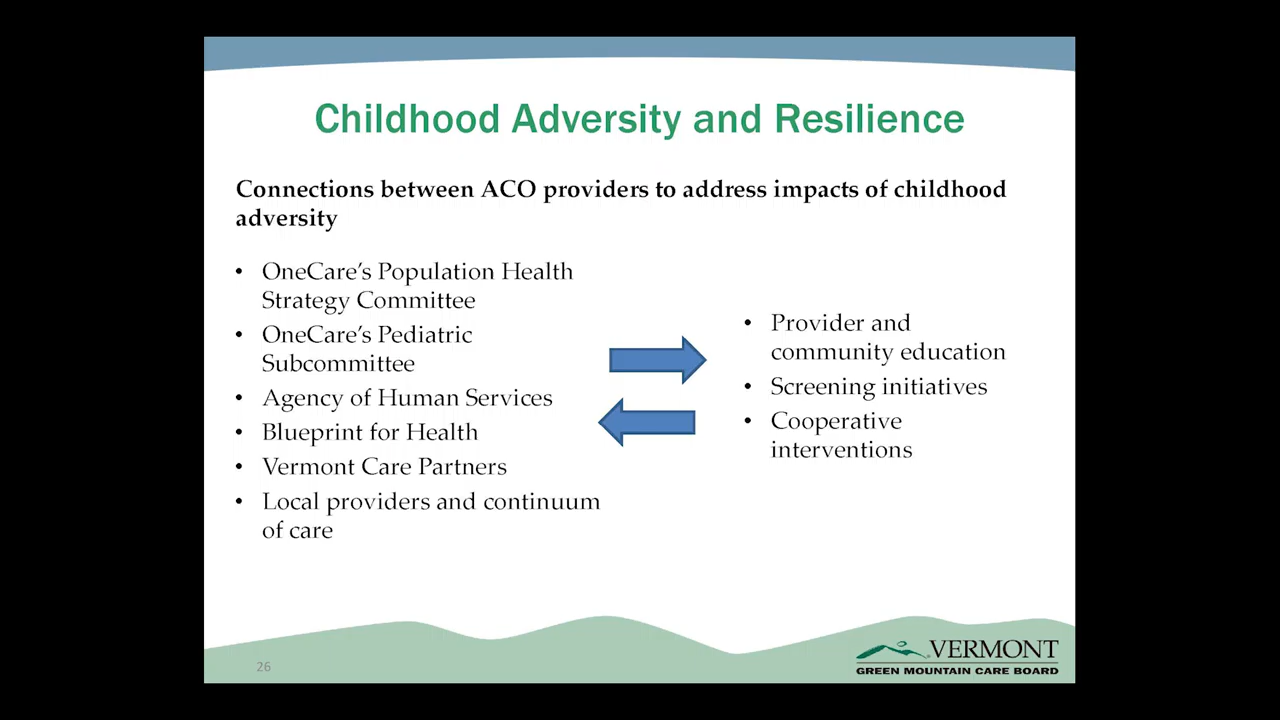 Childhood Adversity and Resilience
Connections between ACO providers to address impacts of childhood
adversity
• OneCare’s Population Health
Strategy Committee
• OneCare’s Pediatric
Subcommittee
• Agency of Human Services
• Blueprint for Health
• Vermont Care Partners
• Local providers and continuum
of care
• Provider and
community education
• Screening initiatives
• Cooperative
interventions
26
VERMONT
GREEN MOUNTAIN CARE BOARD